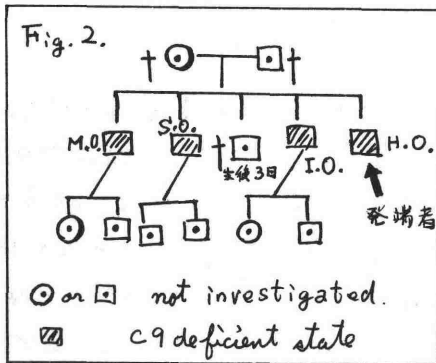 Fig. 2.
† †
M.O. S.O. † I.O. H.O.
生後3日
発端者
or not investigated.
C9 deficient state